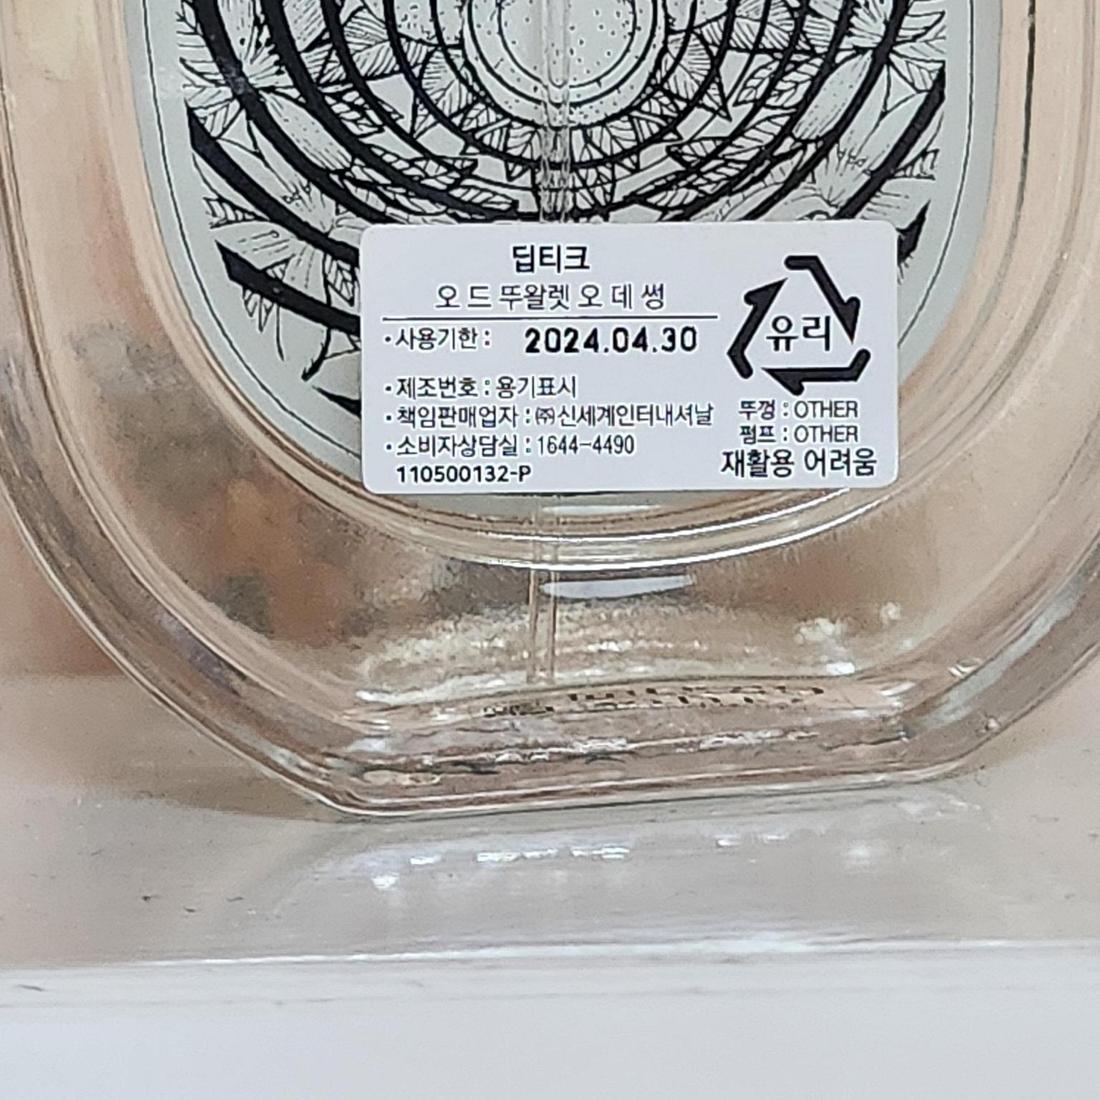 딥티크
오 드 뚜왈렛 오 데 썽
•사용기한 : 2024.04.30
•제조번호 : 용기표시
•책임판매업자 : ㈜신세계인터내셔날
•소비자상담실 : 1644-4490
110500132-P
유리
뚜껑 : OTHER
펌프 : OTHER
재활용 어려움